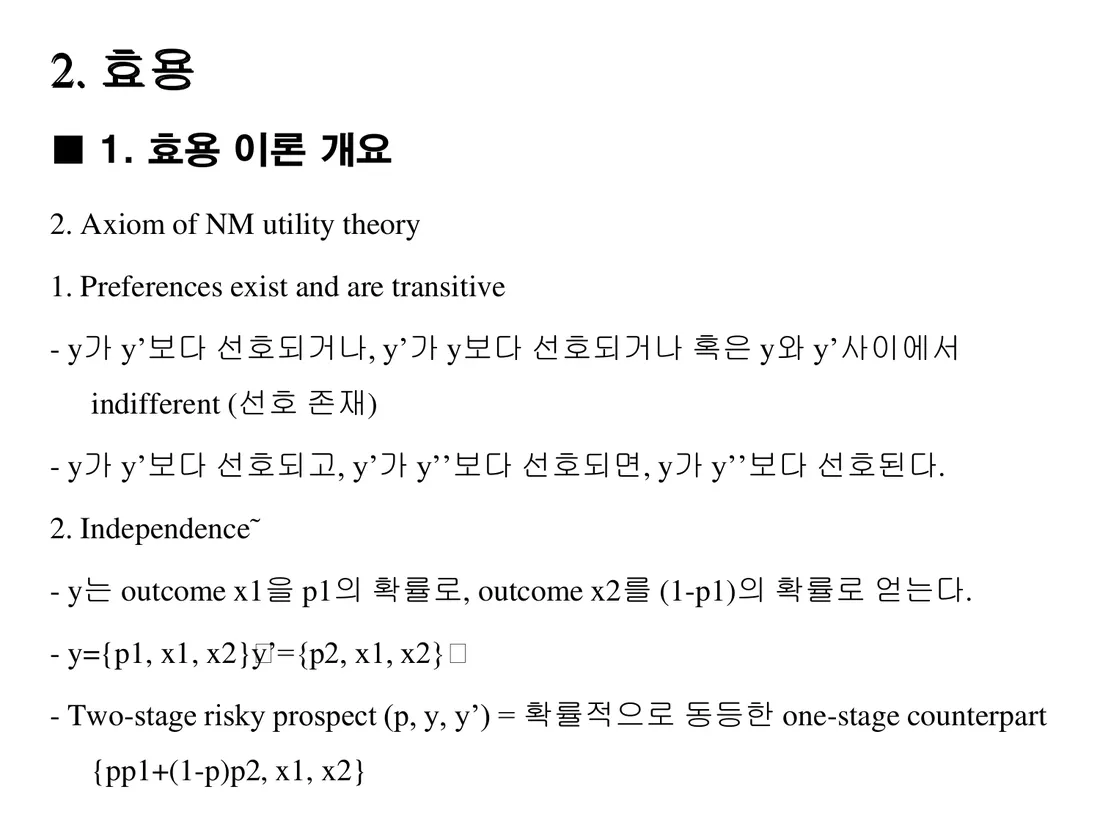 2. 효용
■ 1. 효용 이론 개요
2. Axiom of NM utility theory
1. Preferences exist and are transitive
- y가 y’보다 선호되거나, y’가 y보다 선호되거나 혹은 y와 y’사이에서
indifferent (선호 존재)
- y가 y’보다 선호되고, y’가 y’’보다 선호되면, y가 y’’보다 선호된다.
2. Independence˜
- y는 outcome x1을 p1의 확률로, outcome x2를 (1-p1)의 확률로 얻는다.
- y={p1, x1, x2}y’={p2, x1, x2}
- Two-stage risky prospect (p, y, y’) = 확률적으로 동등한 one-stage counterpart
{pp1+(1-p)p2, x1, x2}